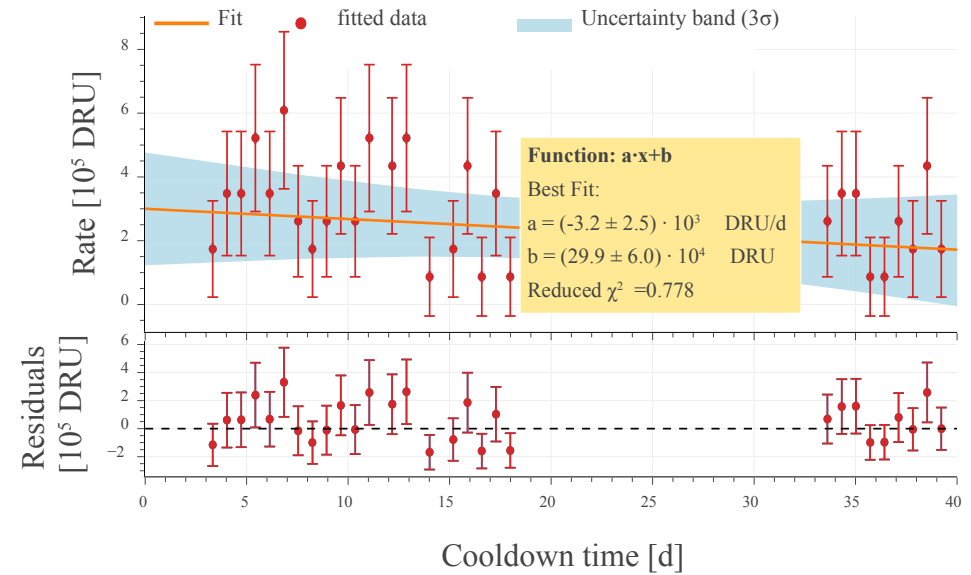 Fit fitted data Uncertainty band (3σ)
Rate [10⁵ DRU]
8
6
4
2
0
Function: a·x+b
Best Fit:
a = (-3.2 ± 2.5) · 10³ DRU/d
b = (29.9 ± 6.0) · 10⁴ DRU
Reduced χ² =0.778
Residuals
[10⁵ DRU]
6
4
2
0
−2
0 5 10 15 20 25 30 35 40
Cooldown time [d]